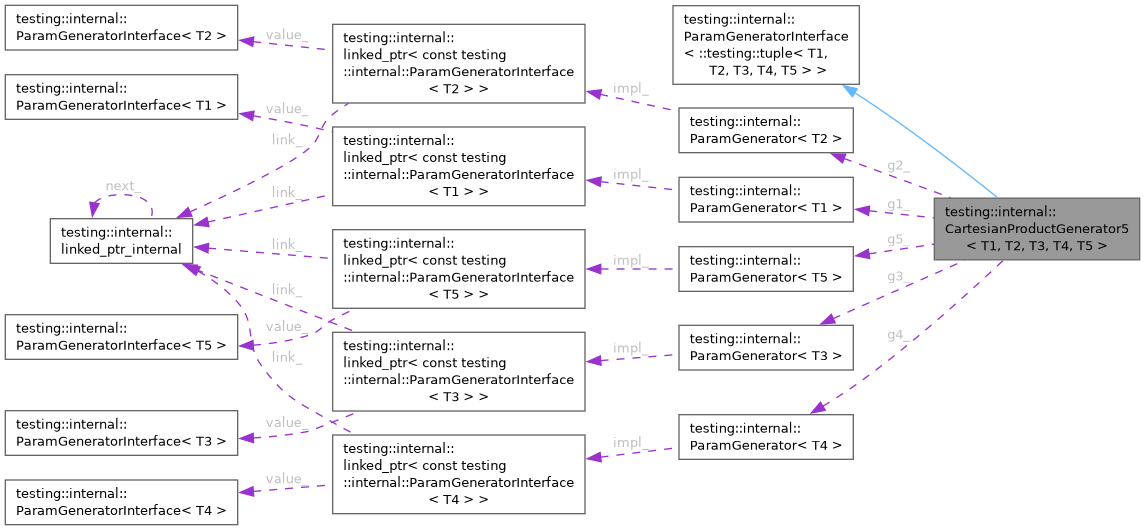 testing::internal::
ParamGeneratorInterface< T2 >
testing::internal::
ParamGeneratorInterface< T1 >
next_
testing::internal::
linked_ptr_internal
testing::internal::
ParamGeneratorInterface< T5 >
testing::internal::
ParamGeneratorInterface< T3 >
testing::internal::
ParamGeneratorInterface< T4 >
value_
value_
link_
link_
link_
link_
value_
link_
value_
value_
testing::internal::
linked_ptr< const testing
::internal::ParamGeneratorInterface
< T2 > >
testing::internal::
linked_ptr< const testing
::internal::ParamGeneratorInterface
< T1 > >
testing::internal::
linked_ptr< const testing
::internal::ParamGeneratorInterface
< T5 > >
testing::internal::
linked_ptr< const testing
::internal::ParamGeneratorInterface
< T3 > >
testing::internal::
linked_ptr< const testing
::internal::ParamGeneratorInterface
< T4 > >
impl_
impl_
impl_
impl_
impl_
testing::internal::
ParamGeneratorInterface
< ::testing::tuple< T1,
T2, T3, T4, T5 > >
testing::internal::
ParamGenerator< T2 >
testing::internal::
ParamGenerator< T1 >
testing::internal::
ParamGenerator< T5 >
testing::internal::
ParamGenerator< T3 >
testing::internal::
ParamGenerator< T4 >
g2_
g1_
g5_
g3_
g4_
testing::internal::
CartesianProductGenerator5
< T1, T2, T3, T4, T5 >